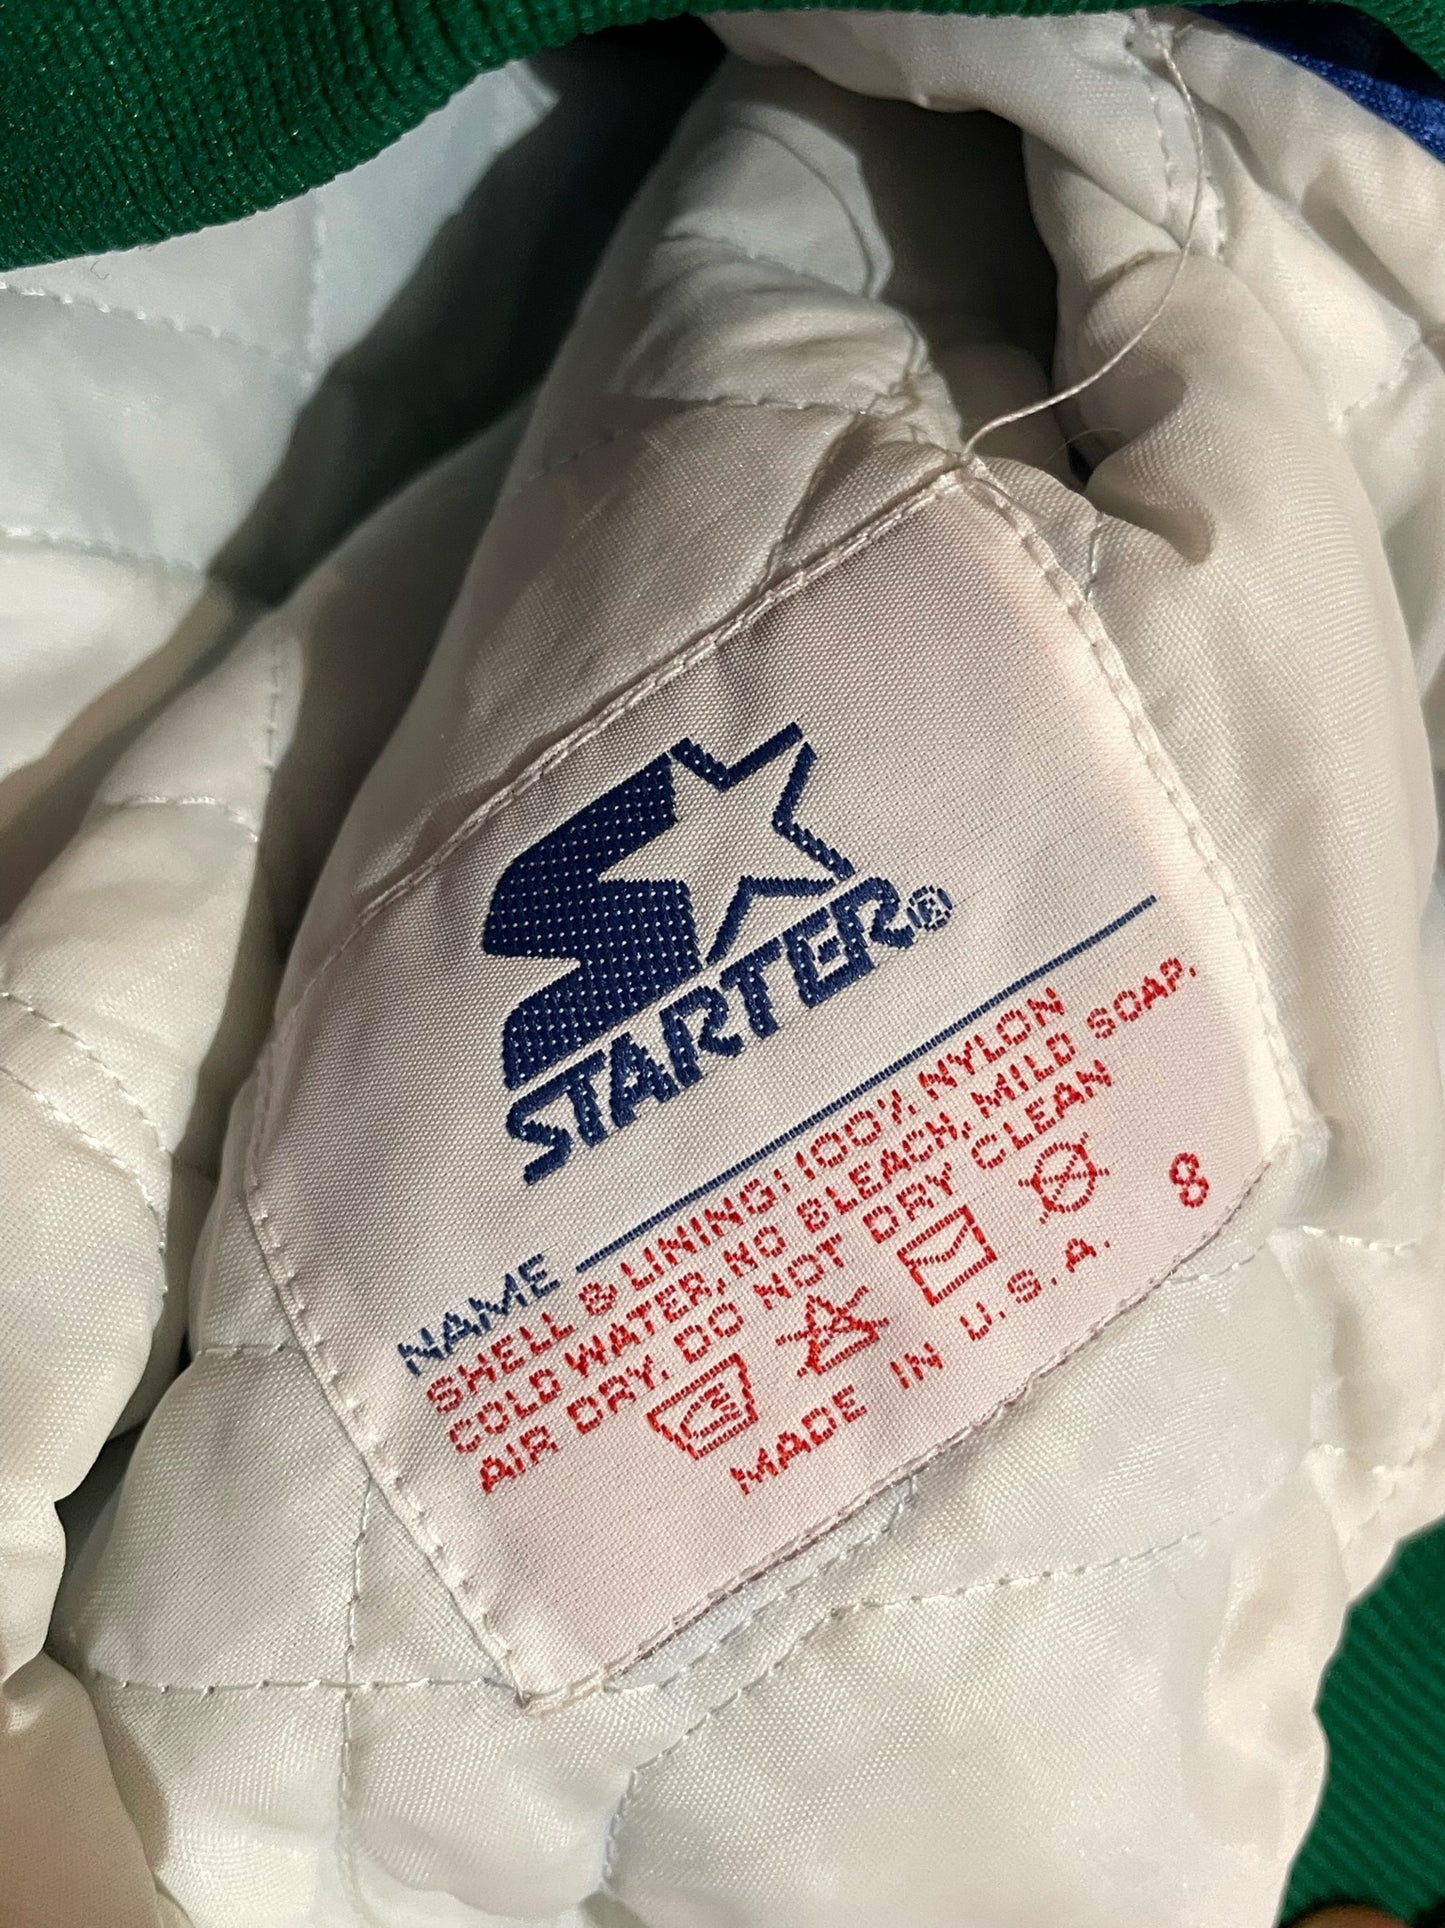 STARTER®
NAME
SHELL & LINING: 100% NYLON
COLD WATER, NO BLEACH, MILD SOAP.
AIR DRY. DO NOT DRY CLEAN
8
MADE IN U.S.A.